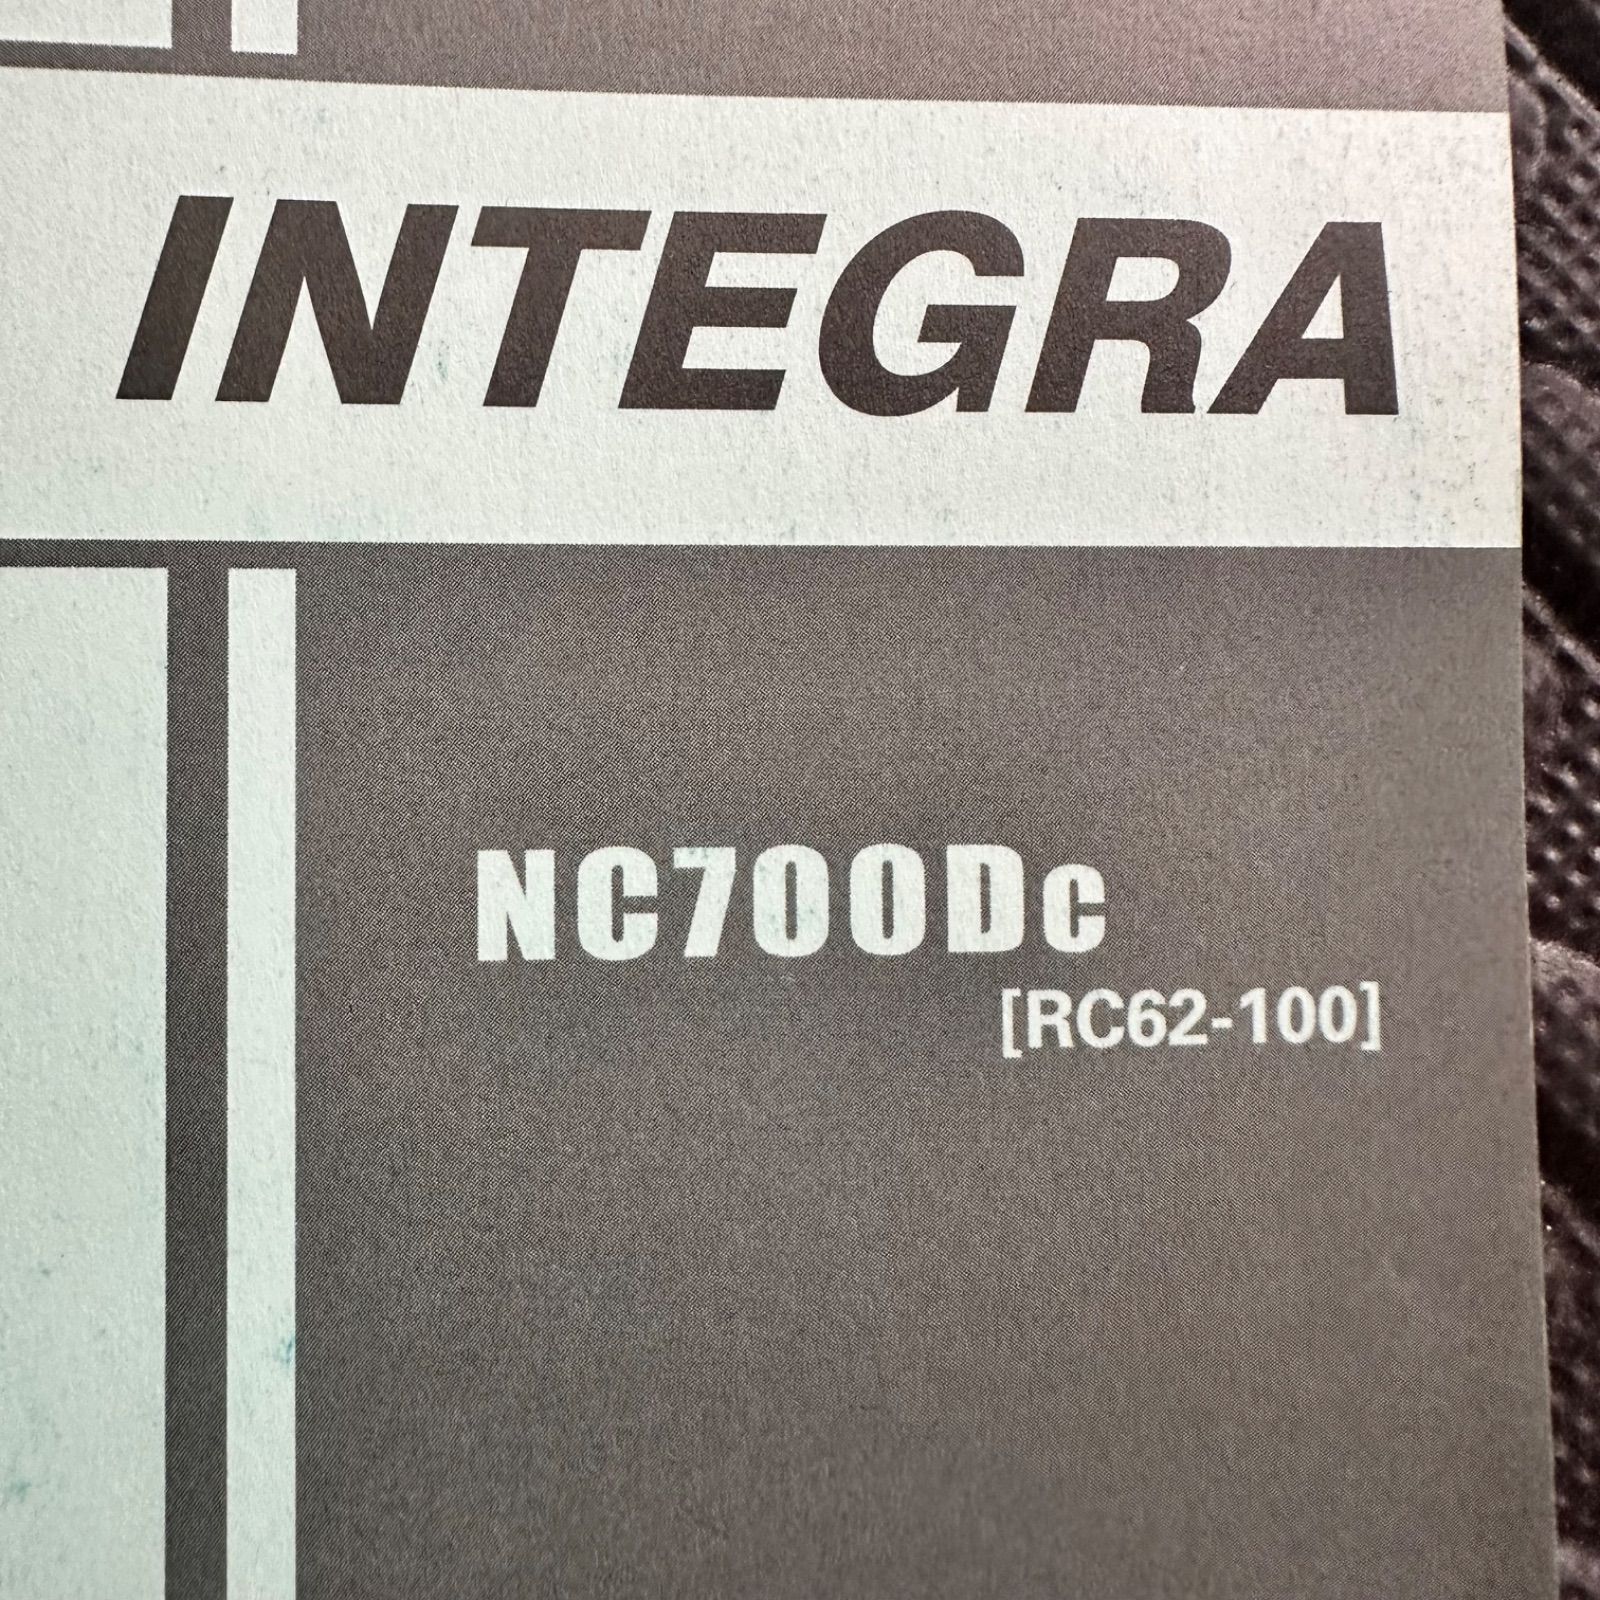 INTEGRA
NC700Dc
[RC62-100]